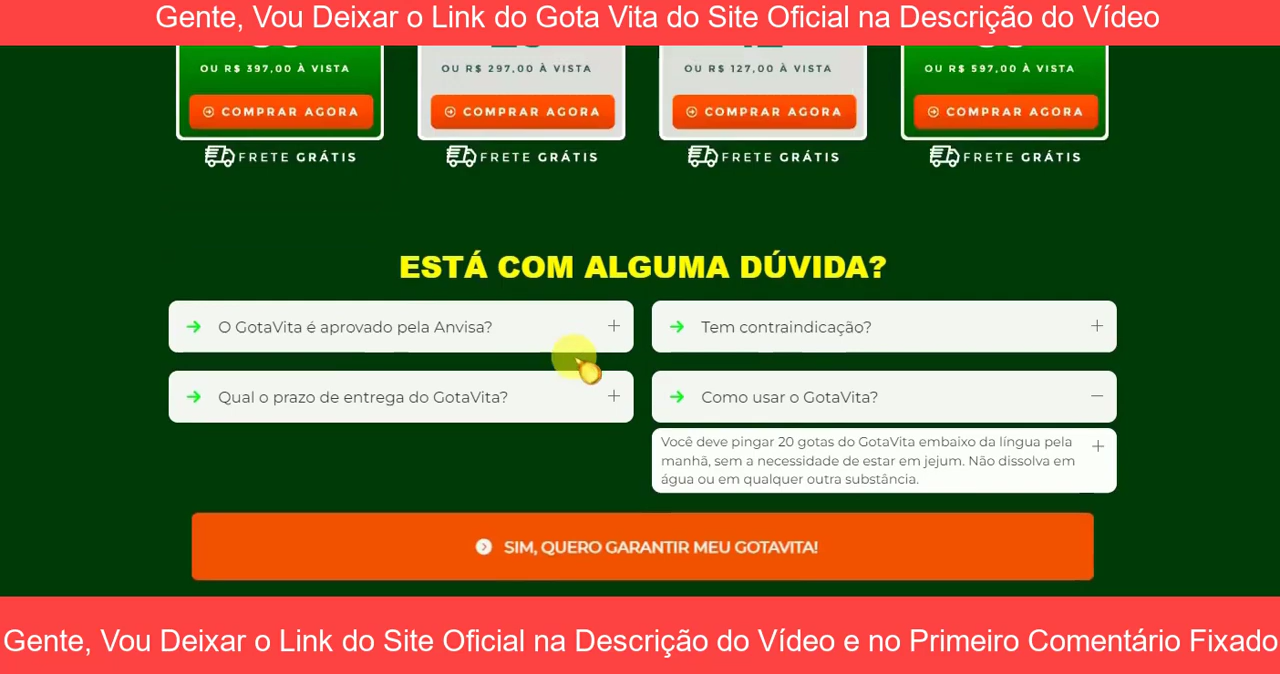 Gente, Vou Deixar o Link do Gota Vita do Site Oficial na Descrição do Vídeo
OU R$ 397,00 À VISTA
OU R$ 297,00 À VISTA
OU R$ 127,00 À VISTA
OU R$ 597,00 À VISTA
COMPRAR AGORA
COMPRAR AGORA
COMPRAR AGORA
COMPRAR AGORA
FRETE GRÁTIS
FRETE GRÁTIS
FRETE GRÁTIS
FRETE GRÁTIS
ESTÁ COM ALGUMA DÚVIDA?
O GotaVita é aprovado pela Anvisa?
Tem contraindicação?
Qual o prazo de entrega do GotaVita?
Como usar o GotaVita?
Você deve pingar 20 gotas do GotaVita embaixo da língua pela
manhã, sem a necessidade de estar em jejum. Não dissolva em
água ou em qualquer outra substância.
SIM, QUERO GARANTIR MEU GOTAVITA!
Gente, Vou Deixar o Link do Site Oficial na Descrição do Vídeo e no Primeiro Comentário Fixado